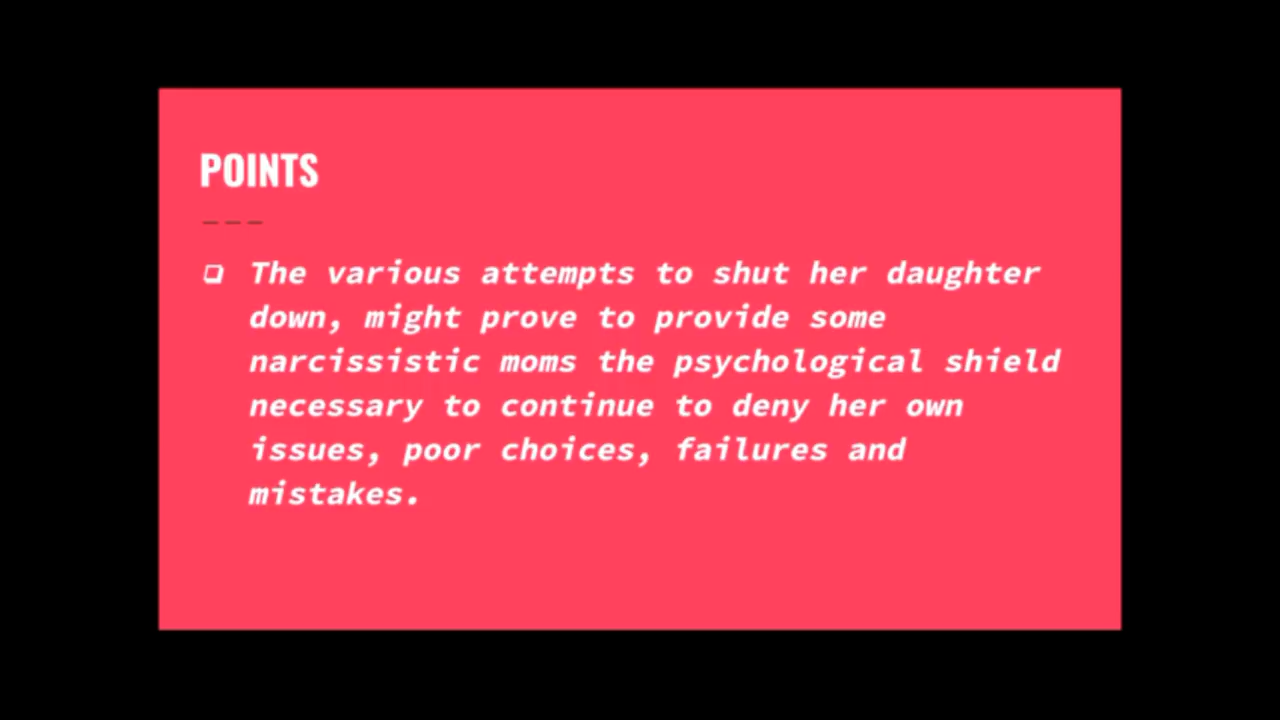 POINTS
❑ The various attempts to shut her daughter
down, might prove to provide some
narcissistic moms the psychological shield
necessary to continue to deny her own
issues, poor choices, failures and
mistakes.